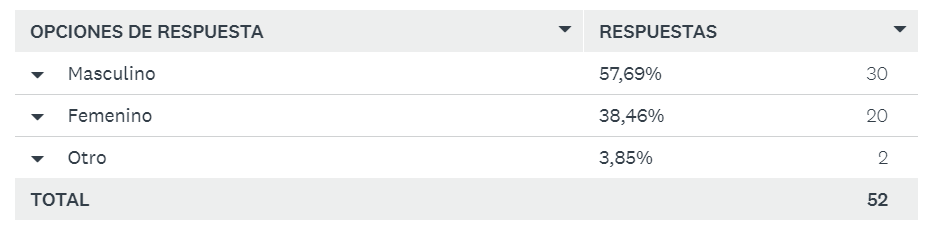 OPCIONES DE RESPUESTA RESPUESTAS
Masculino 57,69% 30
Femenino 38,46% 20
Otro 3,85% 2
TOTAL 52